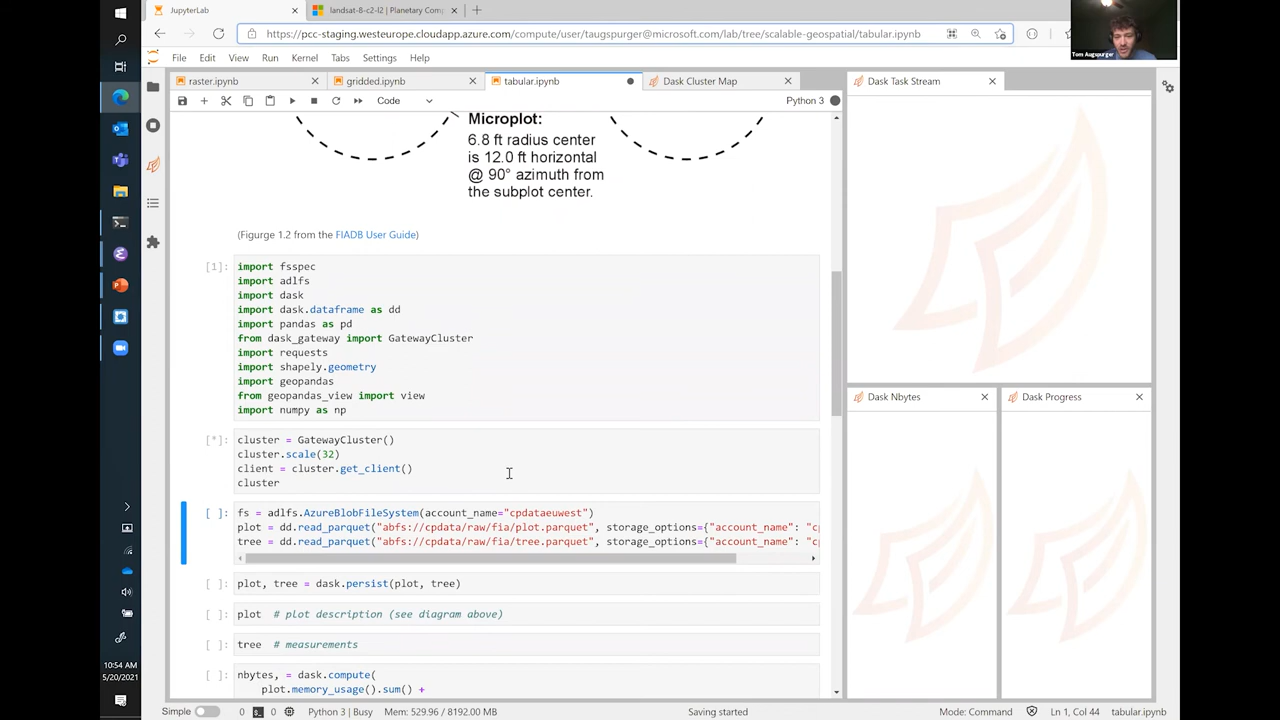 JupyterLab
landsat-8-c2-l2 | Planetary Comp
https://pcc-staging.westeurope.cloudapp.azure.com/compute/user/taugspurger@microsoft.com/lab/tree/scalable-geospatial/tabular.ipynb
Tom Augspurger
File Edit View Run Kernel Tabs Settings Help
raster.ipynb
gridded.ipynb
tabular.ipynb
Dask Cluster Map
Dask Task Stream
Code
Python 3
Microplot:
6.8 ft radius center
is 12.0 ft horizontal
@ 90° azimuth from
the subplot center.
(Figurge 1.2 from the FIADB User Guide)
[1]: import fsspec
import adlfs
import dask
import dask.dataframe as dd
import pandas as pd
from dask_gateway import GatewayCluster
import requests
import shapely.geometry
import geopandas
from geopandas_view import view
import numpy as np
[*]: cluster = GatewayCluster()
cluster.scale(32)
client = cluster.get_client()
cluster
[ ]: fs = adlfs.AzureBlobFileSystem(account_name="cpdataeuwest")
plot = dd.read_parquet("abfs://cpdata/raw/fia/plot.parquet", storage_options={"account_name": "cp
tree = dd.read_parquet("abfs://cpdata/raw/fia/tree.parquet", storage_options={"account_name": "cp
[ ]: plot, tree = dask.persist(plot, tree)
[ ]: plot # plot description (see diagram above)
[ ]: tree # measurements
[ ]: nbytes, = dask.compute(
plot.memory_usage().sum() +
Dask Nbytes
Dask Progress
10:54 AM
5/20/2021
Simple 0 0 Python 3 | Busy Mem: 529.96 / 8192.00 MB Saving started Mode: Command Ln 1, Col 44 tabular.ipynb